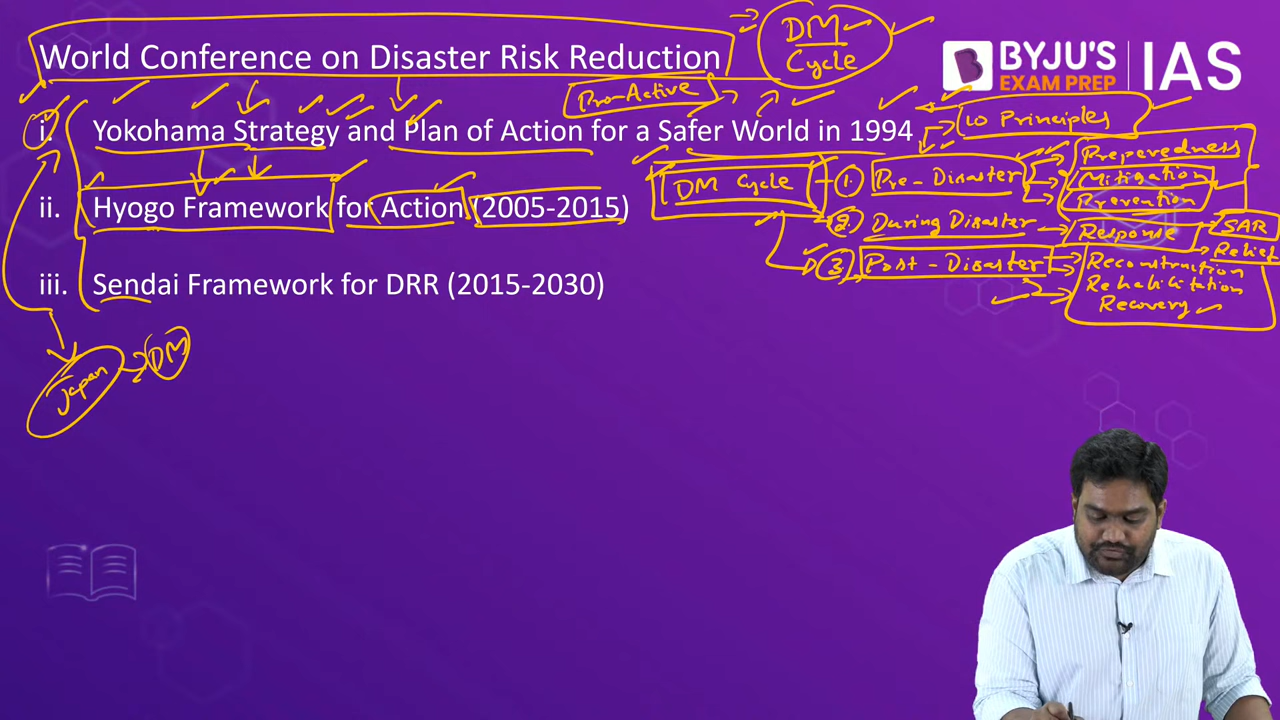 World Conference on Disaster Risk Reduction
DM
Cycle
BYJU'S
EXAM PREP
IAS
Pro-Active
i. Yokohama Strategy and Plan of Action for a Safer World in 1994
10 Principles
ii. Hyogo Framework for Action (2005-2015)
DM Cycle
1. Pre-Disaster
Preparedness
Mitigation
Prevention
2. During Disaster
Response
SAR
Relief
3. Post-Disaster
Reconstruction
Rehabilitation
Recovery
iii. Sendai Framework for DRR (2015-2030)
Japan
DM